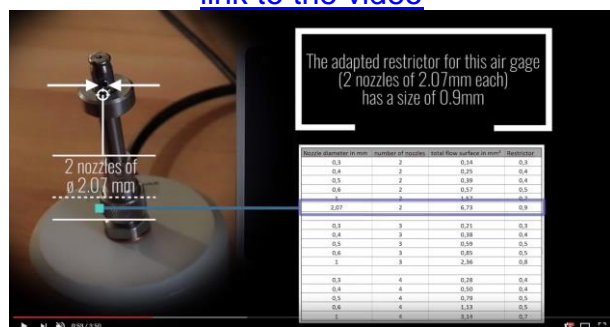 link to the video
The adapted restrictor for this air gage
(2 nozzles of 2.07mm each)
has a size of 0.9mm
2 nozzles of
ø 2.07 mm
Nozzle diameter in mm number of nozzles total flow surface in mm² Restrictor
0,3 2 0,14 0,3
0,4 2 0,25 0,4
0,5 2 0,39 0,4
0,6 2 0,57 0,5
2,07 2 6,73 0,9
0,3 3 0,21 0,3
0,4 3 0,38 0,4
0,5 3 0,59 0,5
0,6 3 0,85 0,5
1 3 2,36 0,8
0,3 4 0,28 0,4
0,4 4 0,50 0,4
0,5 4 0,79 0,5
0,6 4 1,13 0,5
1 4 3,14 0,7